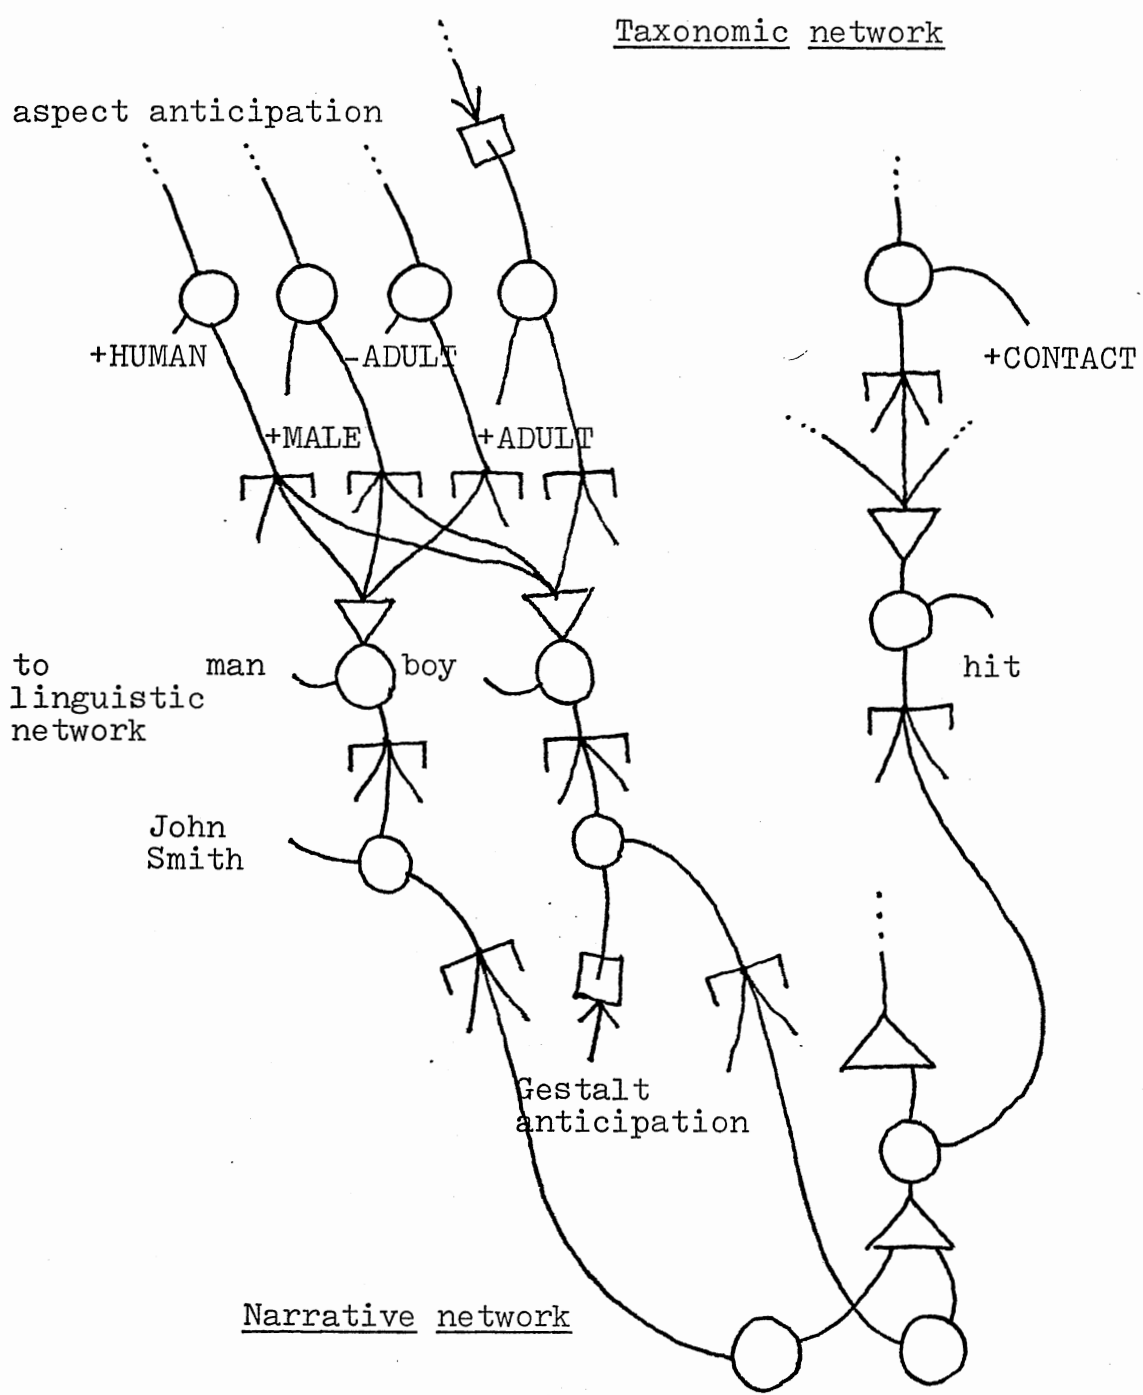 Taxonomic network
aspect anticipation
+HUMAN
-ADULT
+CONTACT
+MALE
+ADULT
to
linguistic
network
man
boy
hit
John
Smith
Gestalt
anticipation
Narrative network